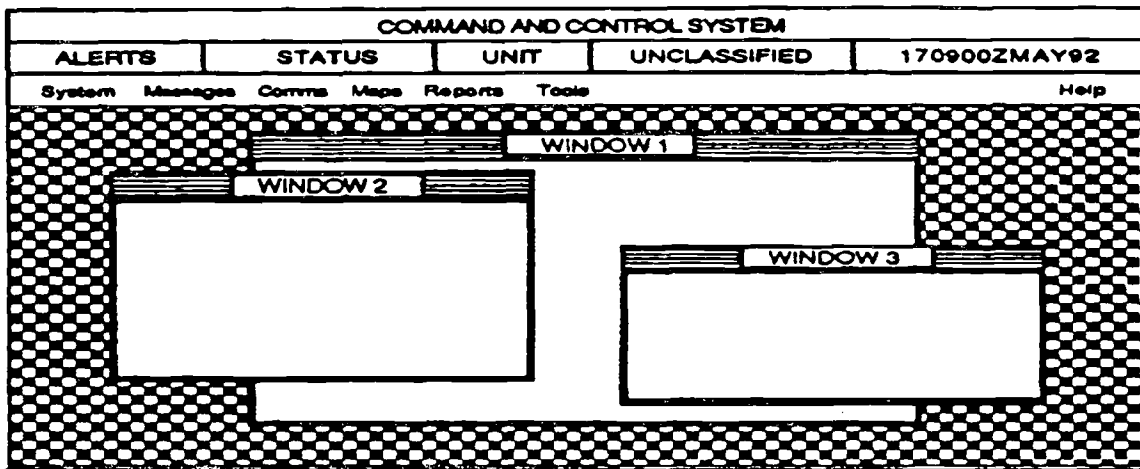 COMMAND AND CONTROL SYSTEM
ALERTS STATUS UNIT UNCLASSIFIED 170900ZMAY92
System Messages Comms Maps Reports Tools Help
WINDOW 1
WINDOW 2
WINDOW 3